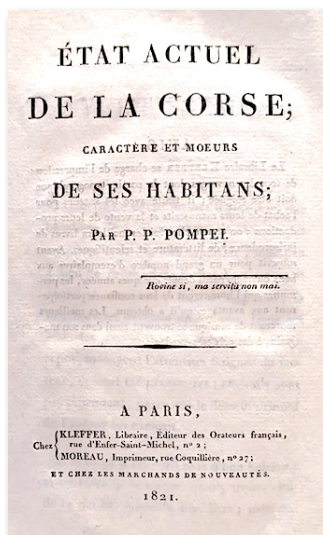 ÉTAT ACTUEL
DE LA CORSE;
CARACTÈRE ET MOEURS
DE SES HABITANS;
PAR P. P. POMPEI.
Rovine si, ma servitù non mai.
A PARIS,
Chez
KLEFFER, Libraire, Éditeur des Orateurs français,
rue d'Enfer-Saint-Michel, nº 2;
MOREAU, Imprimeur, rue Coquillière, nº 27;
ET CHEZ LES MARCHANDS DE NOUVEAUTÉS.
1821.